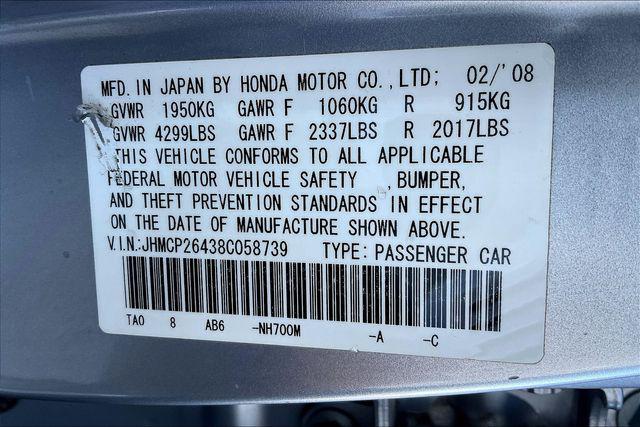 MFD. IN JAPAN BY HONDA MOTOR CO., LTD; 02/'08
GVWR 1950KG GAWR F 1060KG R 915KG
GVWR 4299LBS GAWR F 2337LBS R 2017LBS
THIS VEHICLE CONFORMS TO ALL APPLICABLE
FEDERAL MOTOR VEHICLE SAFETY , BUMPER,
AND THEFT PREVENTION STANDARDS IN EFFECT
ON THE DATE OF MANUFACTURE SHOWN ABOVE.
V.I.N.:JHMCP26438C058739 TYPE: PASSENGER CAR
TA0 8 AB6 -NH700M -A -C